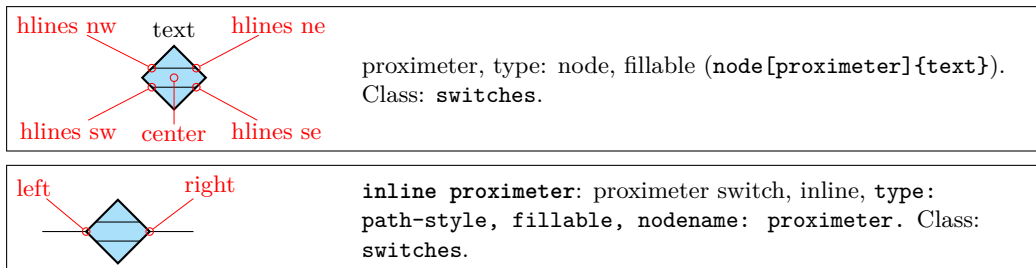 hlines nw text hlines ne
hlines sw center hlines se
proximeter, type: node, fillable (node[proximeter]{text}).
Class: switches.
left right
inline proximeter: proximeter switch, inline, type:
path-style, fillable, nodename: proximeter. Class:
switches.